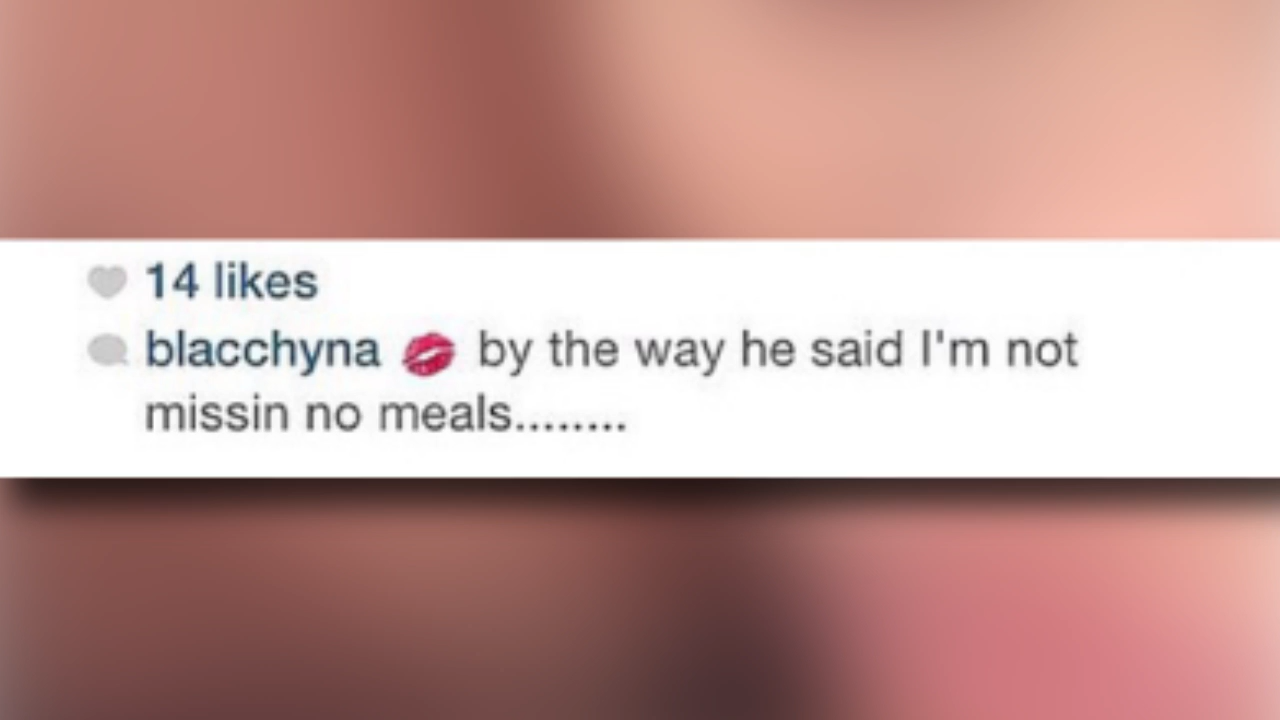 14 likes
blacchyna 💋 by the way he said I'm not
missin no meals........